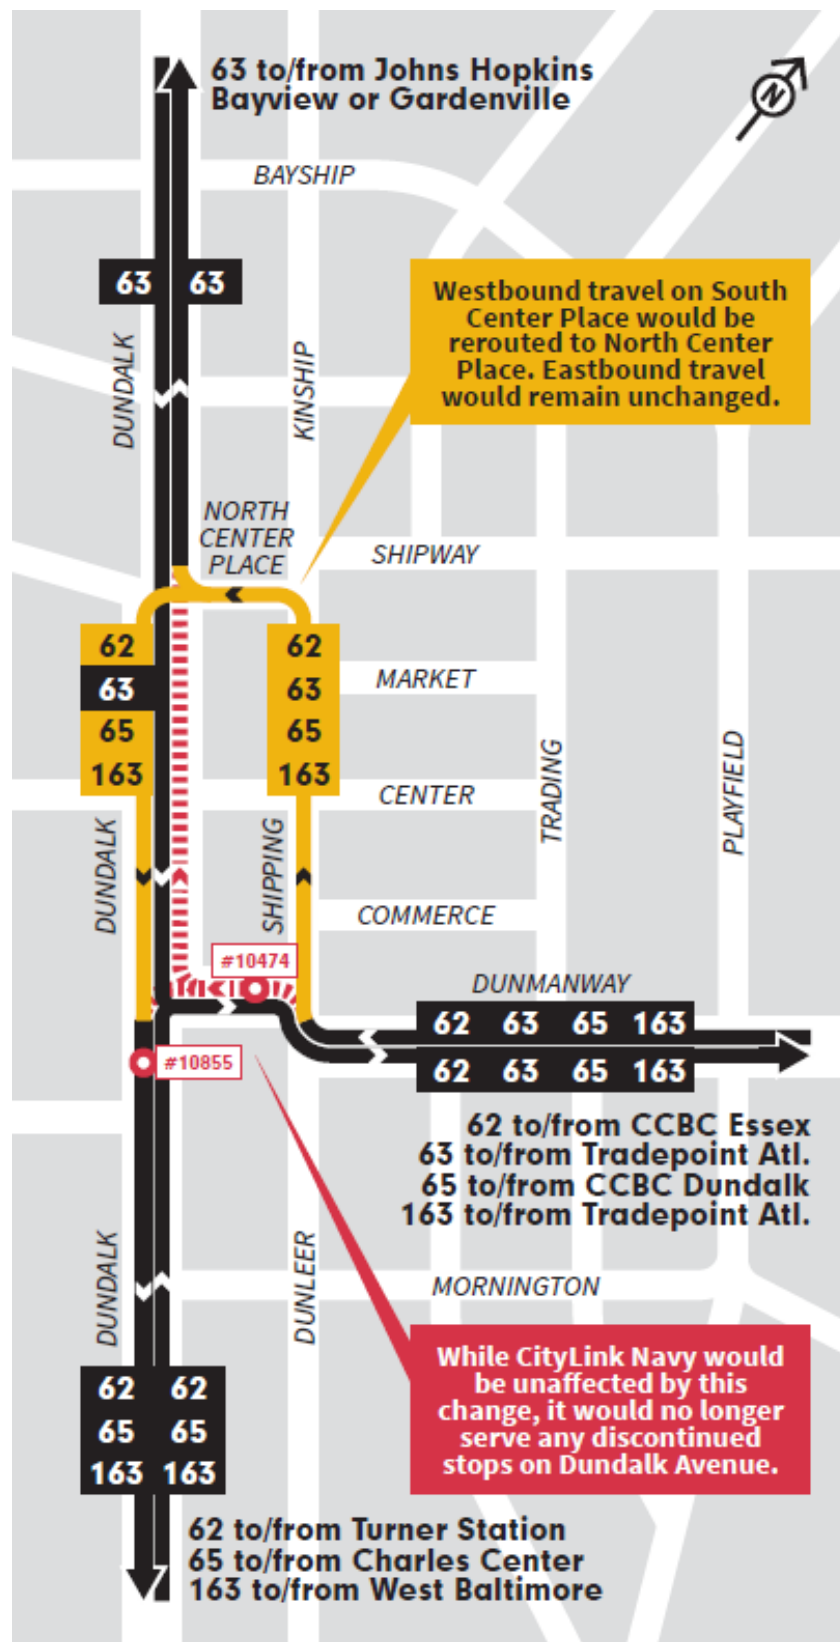 63 to/from Johns Hopkins
Bayview or Gardenville
N
BAYSHIP
63 63
Westbound travel on South
Center Place would be
rerouted to North Center
Place. Eastbound travel
would remain unchanged.
DUNDALK
KINSHIP
NORTH
CENTER
PLACE
SHIPWAY
62
63
65
163
62
63
65
163
MARKET
CENTER
TRADING
PLAYFIELD
DUNDALK
SHIPPING
COMMERCE
#10474
DUNMANWAY
62 63 65 163
62 63 65 163
#10855
62 to/from CCBC Essex
63 to/from Tradepoint Atl.
65 to/from CCBC Dundalk
163 to/from Tradepoint Atl.
DUNDALK
DUNLEER
MORNINGTON
While CityLink Navy would
be unaffected by this
change, it would no longer
serve any discontinued
stops on Dundalk Avenue.
62 62
65 65
163 163
62 to/from Turner Station
65 to/from Charles Center
163 to/from West Baltimore